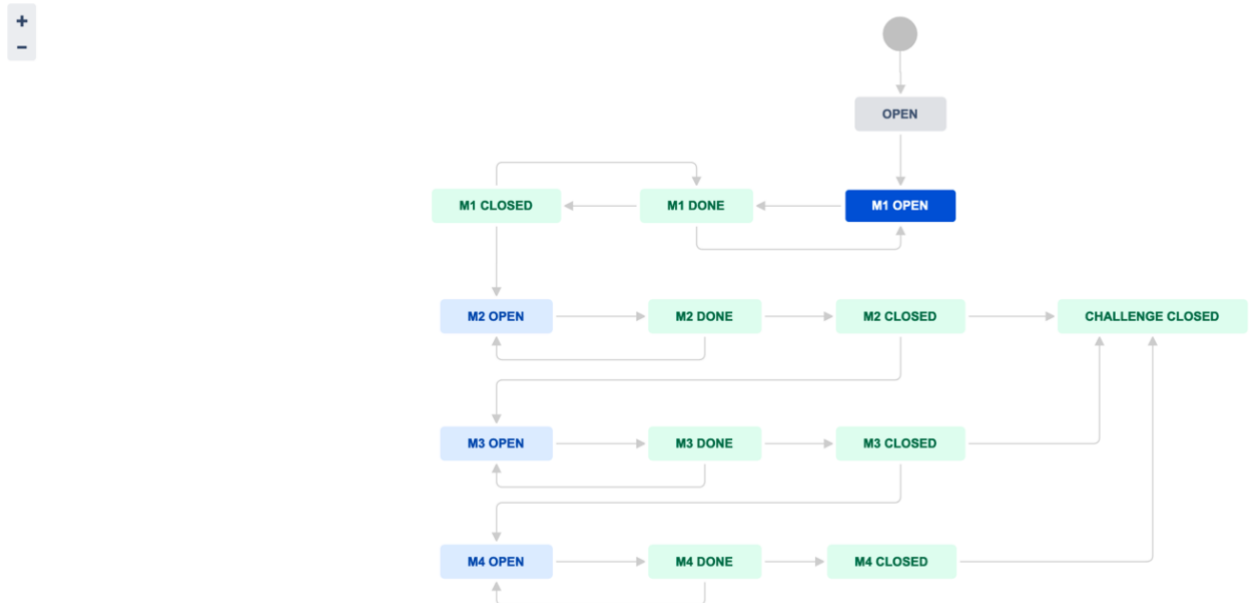 +
−
OPEN
M1 CLOSED
M1 DONE
M1 OPEN
M2 OPEN
M2 DONE
M2 CLOSED
CHALLENGE CLOSED
M3 OPEN
M3 DONE
M3 CLOSED
M4 OPEN
M4 DONE
M4 CLOSED